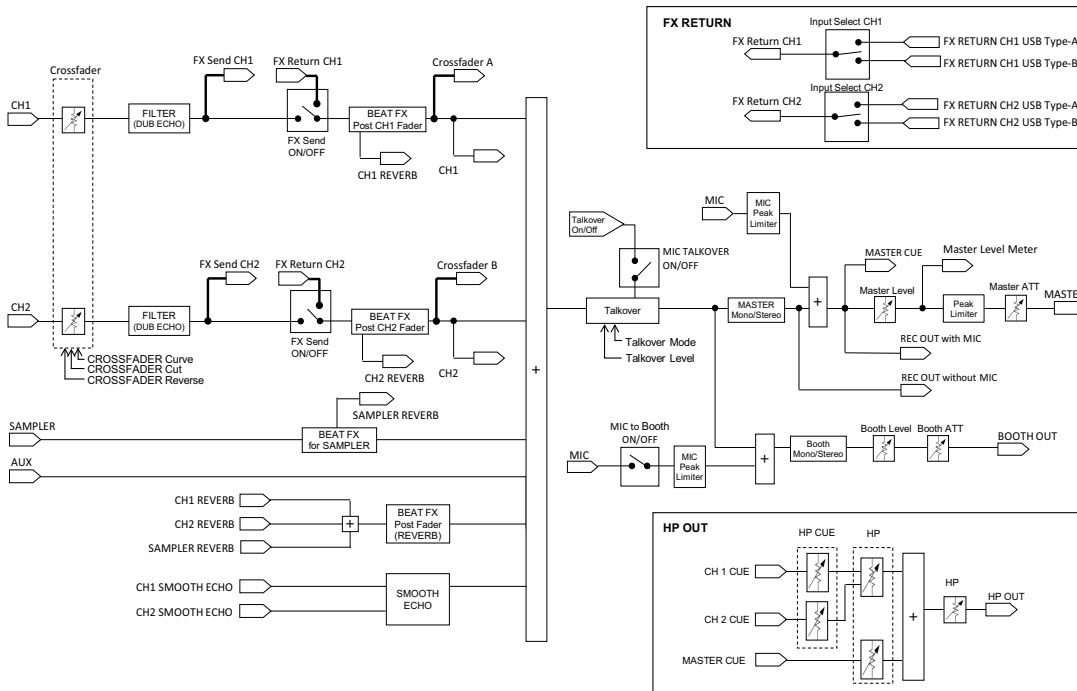 FX RETURN
Input Select CH1
FX Return CH1
FX RETURN CH1 USB Type-A
FX RETURN CH1 USB Type-B
Input Select CH2
FX Return CH2
FX RETURN CH2 USB Type-A
FX RETURN CH2 USB Type-B
Crossfader
FX Send CH1
FX Return CH1
Crossfader A
CH1
FILTER
(DUB ECHO)
FX Send
ON/OFF
BEAT FX
Post CH1 Fader
CH1 REVERB
CH1
FX Send CH2
FX Return CH2
Crossfader B
CH2
FILTER
(DUB ECHO)
FX Send
ON/OFF
BEAT FX
Post CH2 Fader
CH2 REVERB
CH2
CROSSFADER Curve
CROSSFADER Cut
CROSSFADER Reverse
SAMPLER REVERB
SAMPLER
BEAT FX
for SAMPLER
AUX
CH1 REVERB
CH2 REVERB
SAMPLER REVERB
+
BEAT FX
Post Fader
(REVERB)
CH1 SMOOTH ECHO
CH2 SMOOTH ECHO
SMOOTH
ECHO
+
Talkover
On/Off
MIC TALKOVER
ON/OFF
Talkover
Talkover Mode
Talkover Level
MIC
MIC
Peak
Limiter
MASTER
Mono/Stereo
+
MASTER CUE
Master Level Meter
Master Level
Peak
Limiter
Master ATT
MASTE
REC OUT with MIC
REC OUT without MIC
MIC to Booth
ON/OFF
MIC
MIC
Peak
Limiter
+
Booth
Mono/Stereo
Booth Level
Booth ATT
BOOTH OUT
HP OUT
HP CUE
HP
CH 1 CUE
CH 2 CUE
MASTER CUE
+
HP
HP OUT